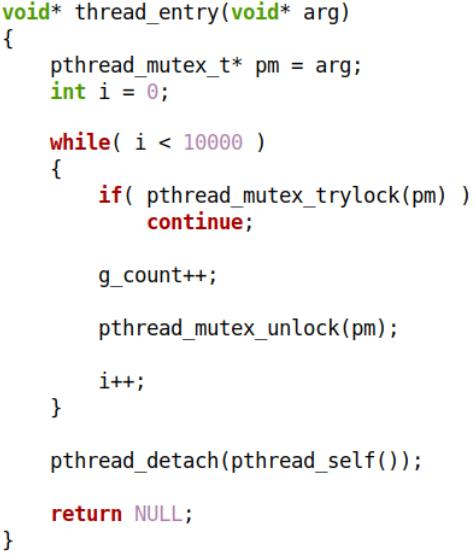 void* thread_entry(void* arg)
{
    pthread_mutex_t* pm = arg;
    int i = 0;

    while( i < 10000 )
    {
        if( pthread_mutex_trylock(pm) )
            continue;

        g_count++;

        pthread_mutex_unlock(pm);

        i++;
    }

    pthread_detach(pthread_self());

    return NULL;
}